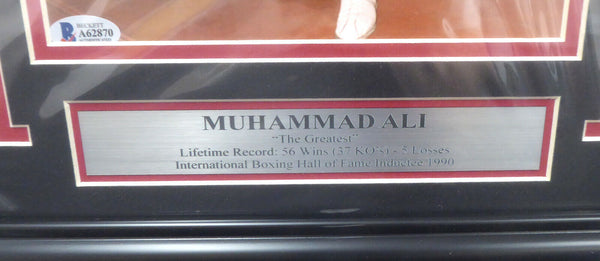 BECKETT
A62870
MUHAMMAD ALI
"The Greatest"
Lifetime Record: 56 Wins (37 KO's) - 5 Losses
International Boxing Hall of Fame Inductee 1990